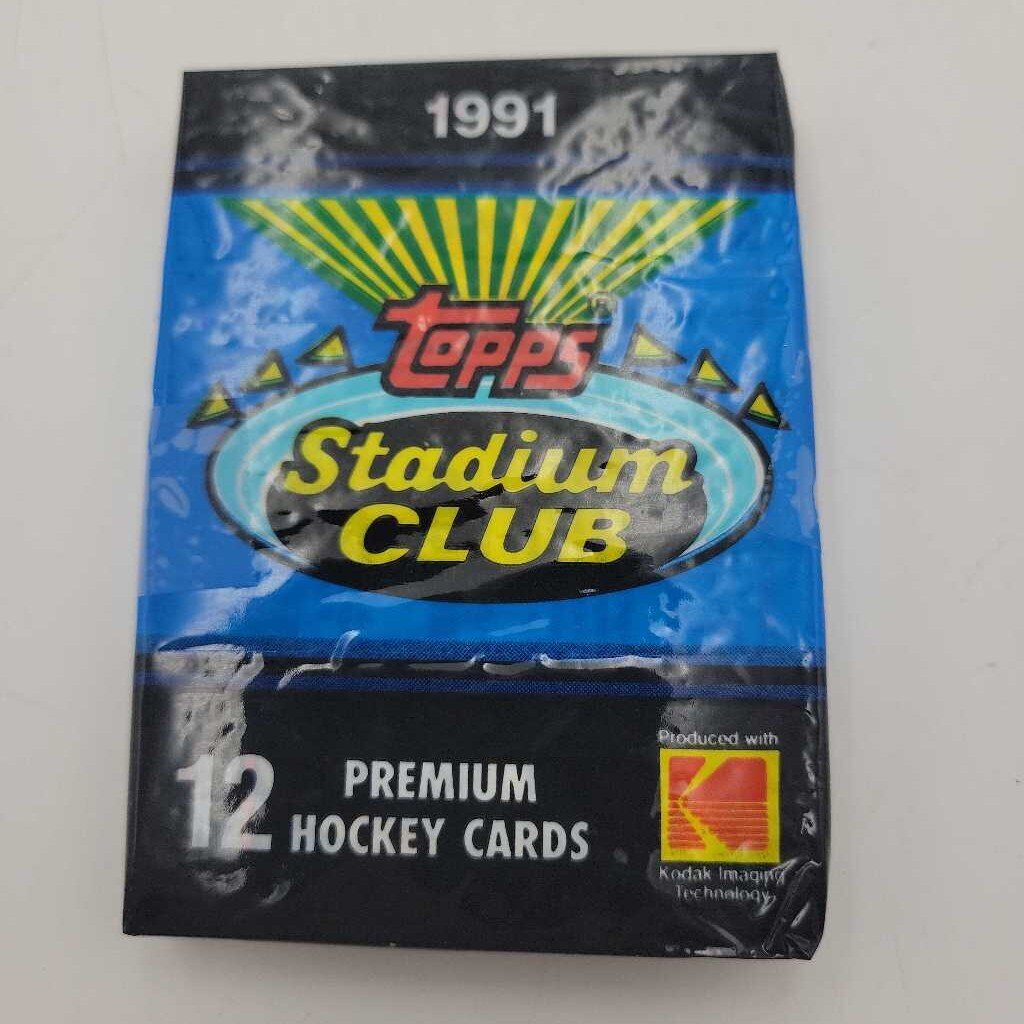 1991
Topps®
Stadium
CLUB
12 PREMIUM
HOCKEY CARDS
Produced with
Kodak Imaging
Technology